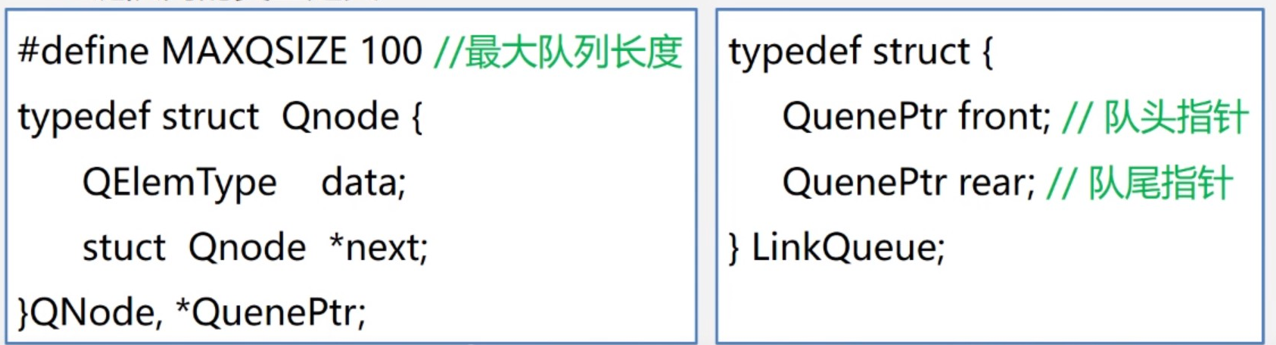 #define MAXQSIZE 100 //最大队列长度
typedef struct Qnode {
QElemType data;
stuct Qnode *next;
}QNode, *QuenePtr;
typedef struct {
QuenePtr front; // 队头指针
QuenePtr rear; // 队尾指针
} LinkQueue;